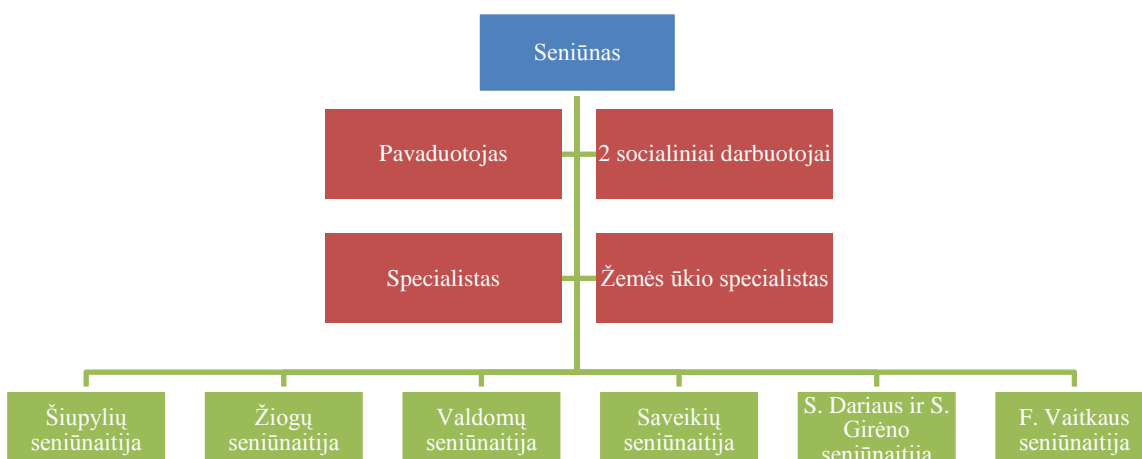 Seniūnas
Pavaduotojas
2 socialiniai darbuotojai
Specialistas
Žemės ūkio specialistas
Šiupylių
seniūnaitija
Žiogų
seniūnaitija
Valdomų
seniūnaitija
Saveikių
seniūnaitija
S. Dariaus ir S.
Girėno
seniūnaitija
F. Vaitkaus
seniūnaitija